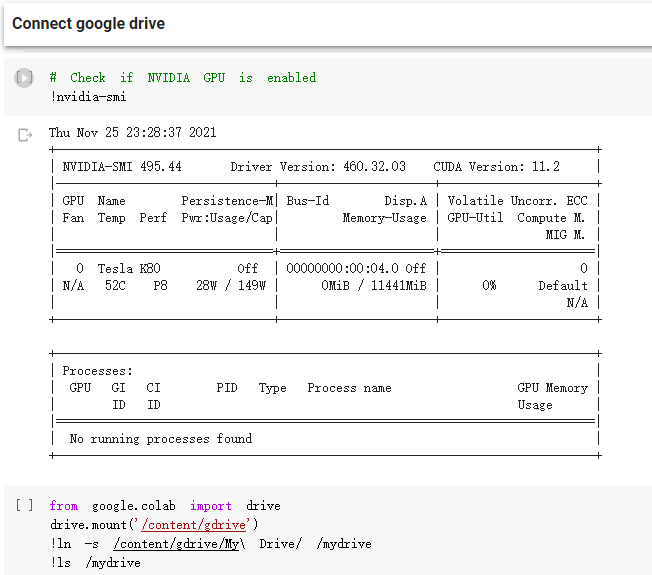 Connect google drive
# Check if NVIDIA GPU is enabled
!nvidia-smi
Thu Nov 25 23:28:37 2021
NVIDIA-SMI 495.44 Driver Version: 460.32.03 CUDA Version: 11.2
GPU Name Persistence-M| Bus-Id Disp.A | Volatile Uncorr. ECC
Fan Temp Perf Pwr:Usage/Cap| Memory-Usage | GPU-Util Compute M.
MIG M.
0 Tesla K80 Off | 00000000:00:04.0 Off | 0
N/A 52C P8 28W / 149W | 0MiB / 11441MiB | 0% Default
N/A
Processes:
GPU GI CI PID Type Process name GPU Memory
ID ID Usage
No running processes found
[ ] from google.colab import drive
drive.mount('/content/gdrive')
!ln -s /content/gdrive/My\ Drive/ /mydrive
!ls /mydrive